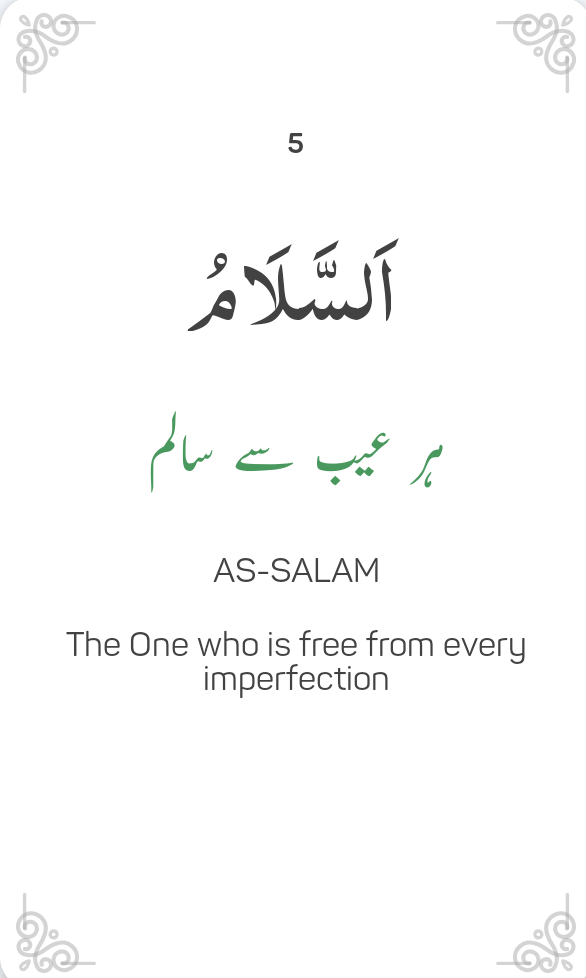 5
اَلسَّلَامُ
ہر عیب سے سالم
AS-SALAM
The One who is free from every
imperfection